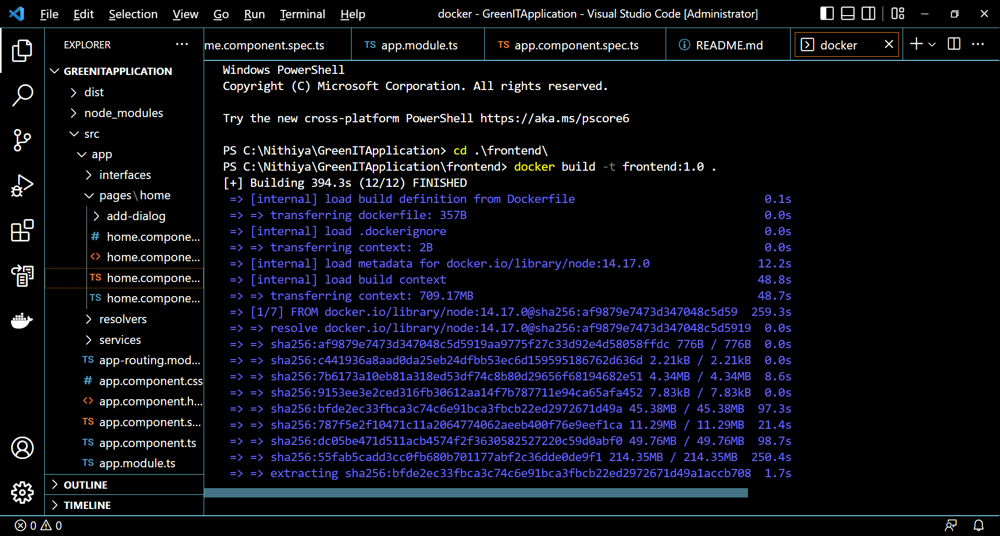 File Edit Selection View Go Run Terminal Help docker - GreenITApplication - Visual Studio Code [Administrator]
EXPLORER ...
GREENITAPPLICATION
dist
node_modules
src
app
interfaces
pages\home
add-dialog
# home.compone...
<> home.compone...
TS home.compone...
TS home.compone...
resolvers
services
TS app-routing.mod...
# app.component.css
<> app.component.h...
TS app.component.s...
TS app.component.ts
TS app.module.ts
OUTLINE
TIMELINE
me.component.spec.ts TS app.module.ts TS app.component.spec.ts README.md docker
Windows PowerShell
Copyright (C) Microsoft Corporation. All rights reserved.
Try the new cross-platform PowerShell https://aka.ms/pscore6
PS C:\Nithiya\GreenITApplication> cd .\frontend\
PS C:\Nithiya\GreenITApplication\frontend> docker build -t frontend:1.0 .
[+] Building 394.3s (12/12) FINISHED
=> [internal] load build definition from Dockerfile 0.1s
=> => transferring dockerfile: 357B 0.0s
=> [internal] load .dockerignore 0.0s
=> => transferring context: 2B 0.0s
=> [internal] load metadata for docker.io/library/node:14.17.0 12.2s
=> [internal] load build context 48.8s
=> => transferring context: 709.17MB 48.7s
=> [1/7] FROM docker.io/library/node:14.17.0@sha256:af9879e7473d347048c5d59 259.3s
=> => resolve docker.io/library/node:14.17.0@sha256:af9879e7473d347048c5d5919 0.0s
=> => sha256:af9879e7473d347048c5d5919aa9775f27c33d92e4d58058ffdc 776B / 776B 0.0s
=> => sha256:c441936a8aad0da25eb24dfbb53ec6d159595186762d636d 2.21kB / 2.21kB 0.0s
=> => sha256:7b6173a10eb81a318ed53df74c8b80d29656f68194682e51 4.34MB / 4.34MB 8.6s
=> => sha256:9153ee3e2ced316fb30612aa14f7b787711e94ca65afa452 7.83kB / 7.83kB 0.0s
=> => sha256:bfde2ec33fbca3c74c6e91bca3fbcb22ed2972671d49a 45.38MB / 45.38MB 97.3s
=> => sha256:787f5e2f10471c11a2064774062aeeb400f76e9eef1ca 11.29MB / 11.29MB 21.4s
=> => sha256:dc05be471d511acb4574f2f3630582527220c59d0abf0 49.76MB / 49.76MB 98.7s
=> => sha256:55fab5cadd3cc0fb680b701177abf2c36dde0de9f1 214.35MB / 214.35MB 250.4s
=> => extracting sha256:bfde2ec33fbca3c74c6e91bca3fbcb22ed2972671d49a1accb708 1.7s
0 0